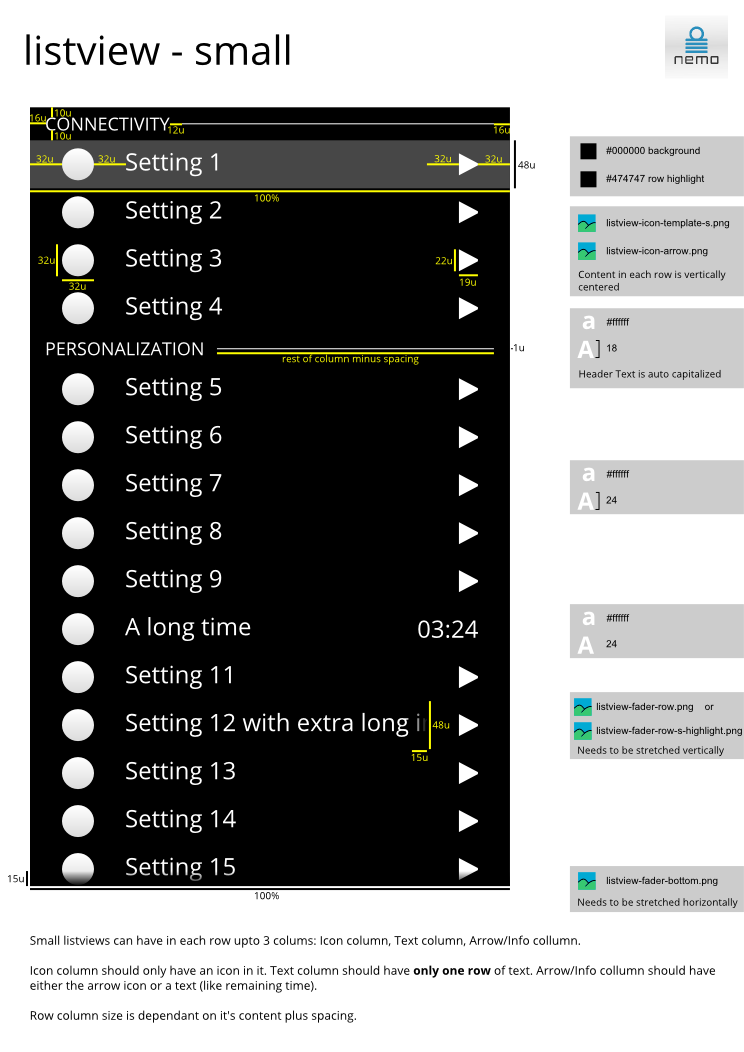 listview - small
nemo
16u
10u
CONNECTIVITY
12u
16u
10u
32u
32u
Setting 1
32u
32u
48u
100%
Setting 2
32u
Setting 3
22u
32u
19u
Setting 4
PERSONALIZATION
rest of column minus spacing
-1u
Setting 5
Setting 6
Setting 7
Setting 8
Setting 9
A long time
03:24
Setting 11
Setting 12 with extra long i
48u
15u
Setting 13
Setting 14
Setting 15
15u
100%
#000000 background
#474747 row highlight
listview-icon-template-s.png
listview-icon-arrow.png
Content in each row is vertically
centered
a
#ffffff
A
18
Header Text is auto capitalized
a
#ffffff
A
24
a
#ffffff
A
24
listview-fader-row.png or
listview-fader-row-s-highlight.png
Needs to be stretched vertically
listview-fader-bottom.png
Needs to be stretched horizontally
Small listviews can have in each row upto 3 colums: Icon column, Text column, Arrow/Info collumn.
Icon column should only have an icon in it. Text column should have only one row of text. Arrow/Info collumn should have
either the arrow icon or a text (like remaining time).
Row column size is dependant on it's content plus spacing.